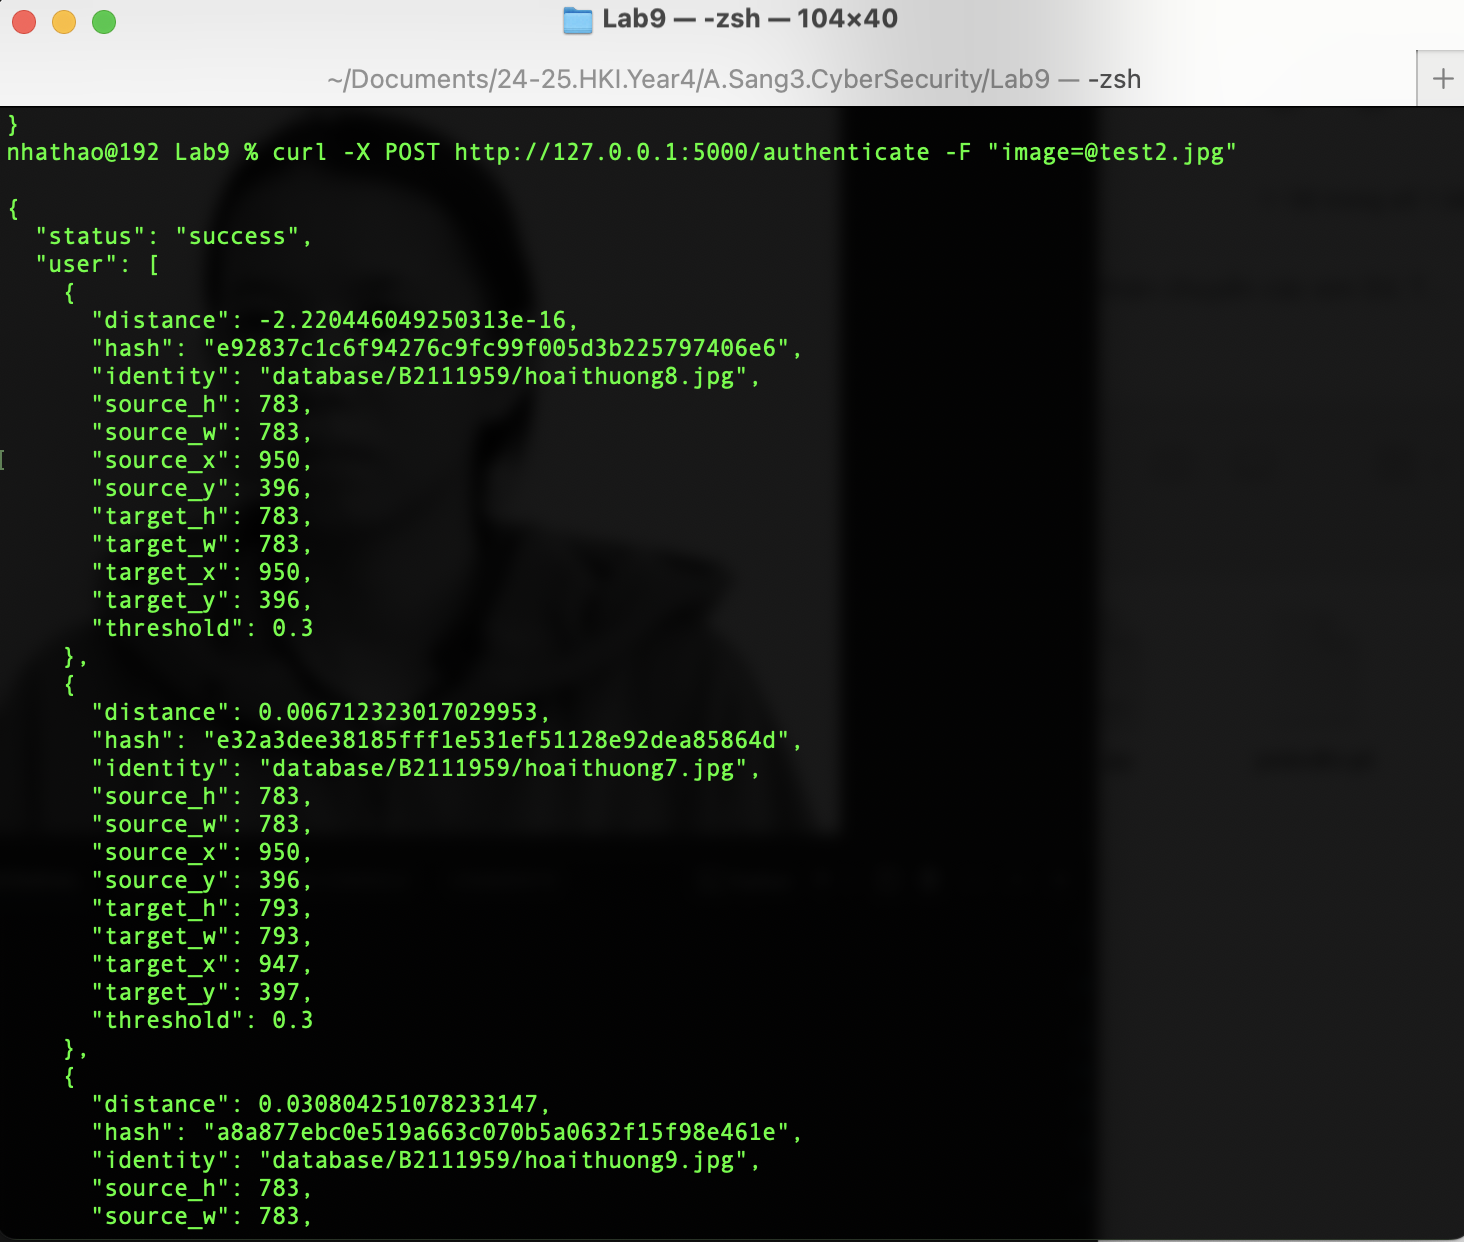 Lab9 — -zsh — 104×40
~/Documents/24-25.HKI.Year4/A.Sang3.CyberSecurity/Lab9 — -zsh
+
}
nhathao@192 Lab9 % curl -X POST http://127.0.0.1:5000/authenticate -F "image=@test2.jpg"
{
"status": "success",
"user": [
{
"distance": -2.220446049250313e-16,
"hash": "e92837c1c6f94276c9fc99f005d3b225797406e6",
"identity": "database/B2111959/hoaithuong8.jpg",
"source_h": 783,
"source_w": 783,
"source_x": 950,
"source_y": 396,
"target_h": 783,
"target_w": 783,
"target_x": 950,
"target_y": 396,
"threshold": 0.3
},
{
"distance": 0.006712323017029953,
"hash": "e32a3dee38185fff1e531ef51128e92dea85864d",
"identity": "database/B2111959/hoaithuong7.jpg",
"source_h": 783,
"source_w": 783,
"source_x": 950,
"source_y": 396,
"target_h": 793,
"target_w": 793,
"target_x": 947,
"target_y": 397,
"threshold": 0.3
},
{
"distance": 0.030804251078233147,
"hash": "a8a877ebc0e519a663c070b5a0632f15f98e461e",
"identity": "database/B2111959/hoaithuong9.jpg",
"source_h": 783,
"source_w": 783,